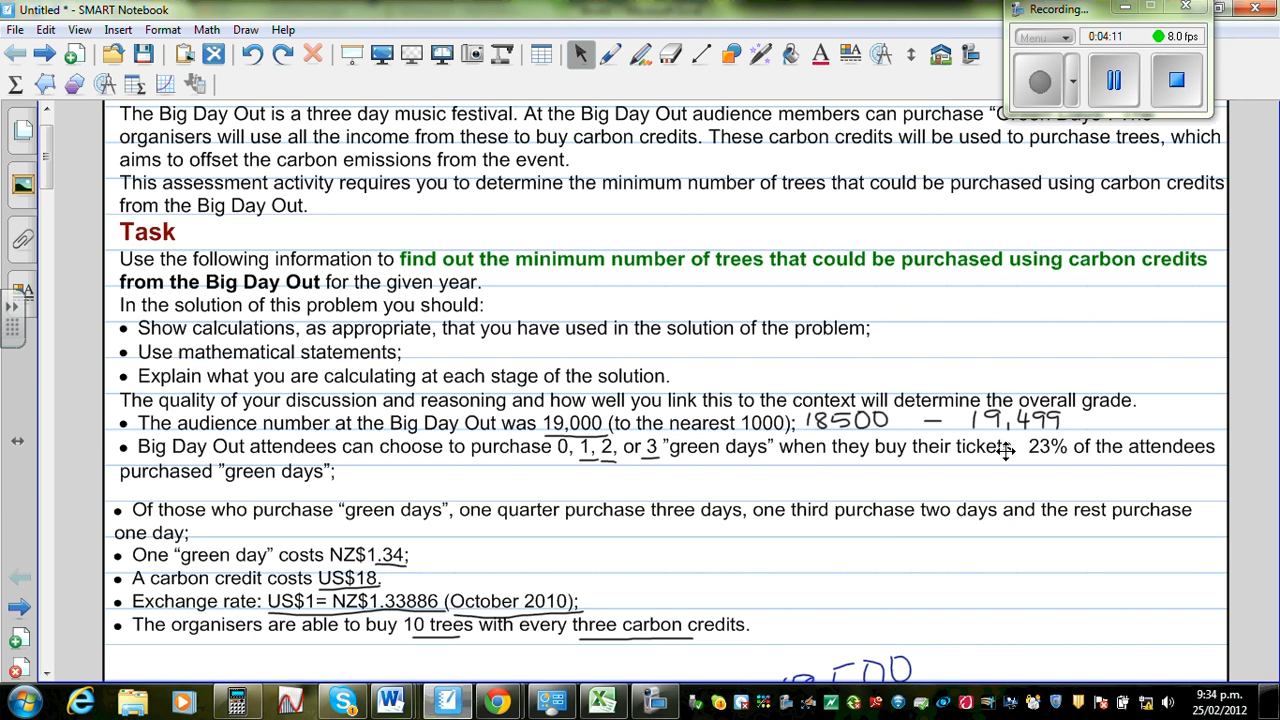 Untitled * - SMART Notebook
Recording...
File Edit View Insert Format Math Draw Help
Menu 0:04:11 8.0 fps
The Big Day Out is a three day music festival. At the Big Day Out audience members can purchase
organisers will use all the income from these to buy carbon credits. These carbon credits will be used to purchase trees, which
aims to offset the carbon emissions from the event.
This assessment activity requires you to determine the minimum number of trees that could be purchased using carbon credits
from the Big Day Out.
Task
Use the following information to find out the minimum number of trees that could be purchased using carbon credits
from the Big Day Out for the given year.
In the solution of this problem you should:
• Show calculations, as appropriate, that you have used in the solution of the problem;
• Use mathematical statements;
• Explain what you are calculating at each stage of the solution.
The quality of your discussion and reasoning and how well you link this to the context will determine the overall grade.
• The audience number at the Big Day Out was 19,000 (to the nearest 1000); 18500 – 19,499
• Big Day Out attendees can choose to purchase 0, 1, 2, or 3 "green days" when they buy their tickets. 23% of the attendees
purchased "green days";
• Of those who purchase “green days”, one quarter purchase three days, one third purchase two days and the rest purchase
one day;
• One “green day” costs NZ$1.34;
• A carbon credit costs US$18.
• Exchange rate: US$1= NZ$1.33886 (October 2010);
• The organisers are able to buy 10 trees with every three carbon credits.
9:34 p.m.
25/02/2012